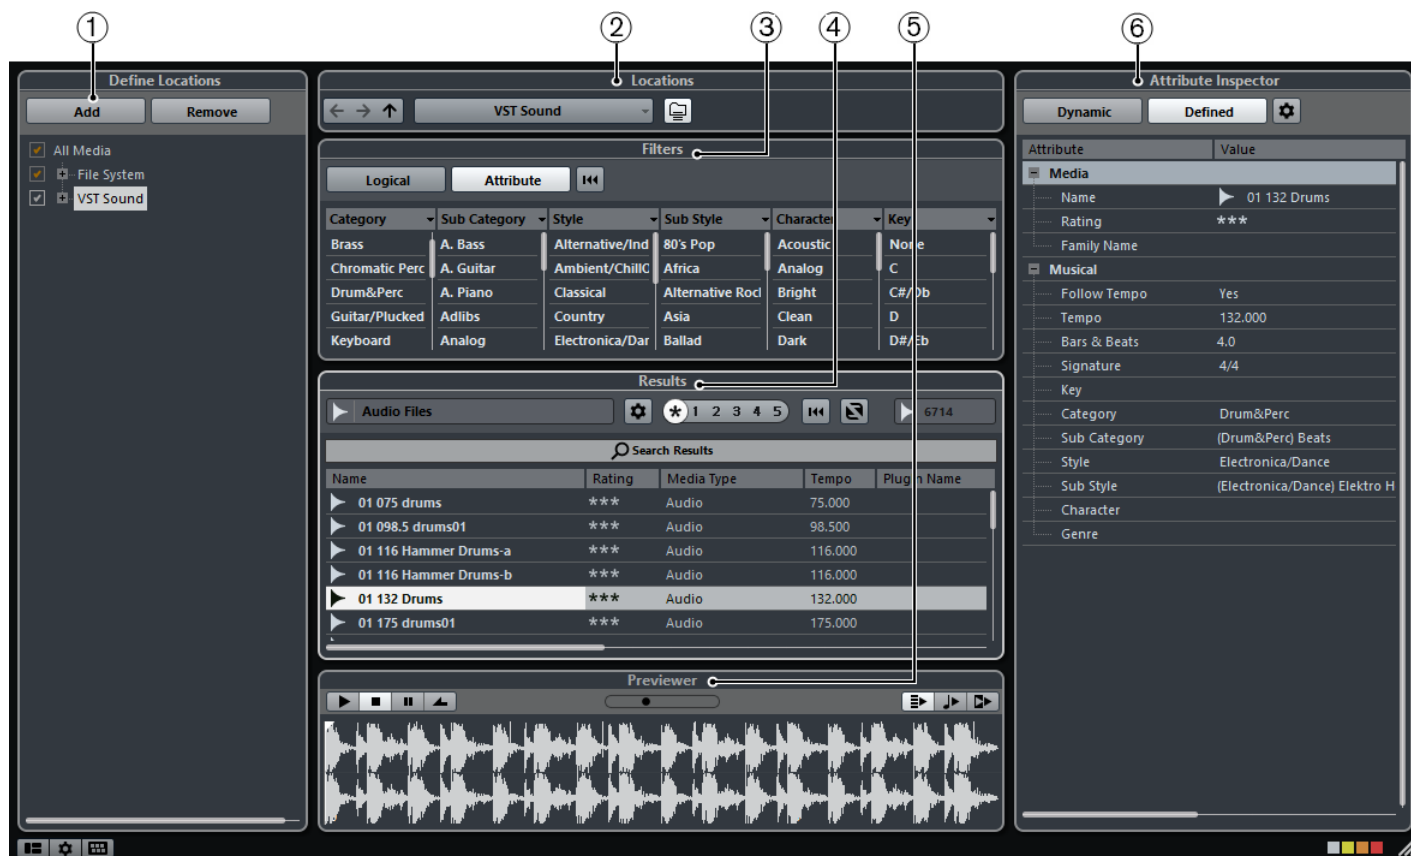 1 2 3 4 5 6
Define Locations
Add Remove
All Media
File System
VST Sound
Locations
VST Sound
Filters
Logical Attribute
Category Sub Category Style Sub Style Character Key
Brass A. Bass Alternative/Ind 80's Pop Acoustic None
Chromatic Perc A. Guitar Ambient/ChillC Africa Analog C
Drum&Perc A. Piano Classical Alternative Rocl Bright C#/Db
Guitar/Plucked Adlibs Country Asia Clean D
Keyboard Analog Electronica/Dar Ballad Dark D#/Eb
Results
Audio Files * 1 2 3 4 5 6714
Search Results
Name Rating Media Type Tempo Plugin Name
01 075 drums *** Audio 75.000
01 098.5 drums01 *** Audio 98.500
01 116 Hammer Drums-a *** Audio 116.000
01 116 Hammer Drums-b *** Audio 116.000
01 132 Drums *** Audio 132.000
01 175 drums01 *** Audio 175.000
Previewer
Attribute Inspector
Dynamic Defined
Attribute Value
Media
Name 01 132 Drums
Rating ***
Family Name
Musical
Follow Tempo Yes
Tempo 132.000
Bars & Beats 4.0
Signature 4/4
Key
Category Drum&Perc
Sub Category (Drum&Perc) Beats
Style Electronica/Dance
Sub Style (Electronica/Dance) Elektro H
Character
Genre